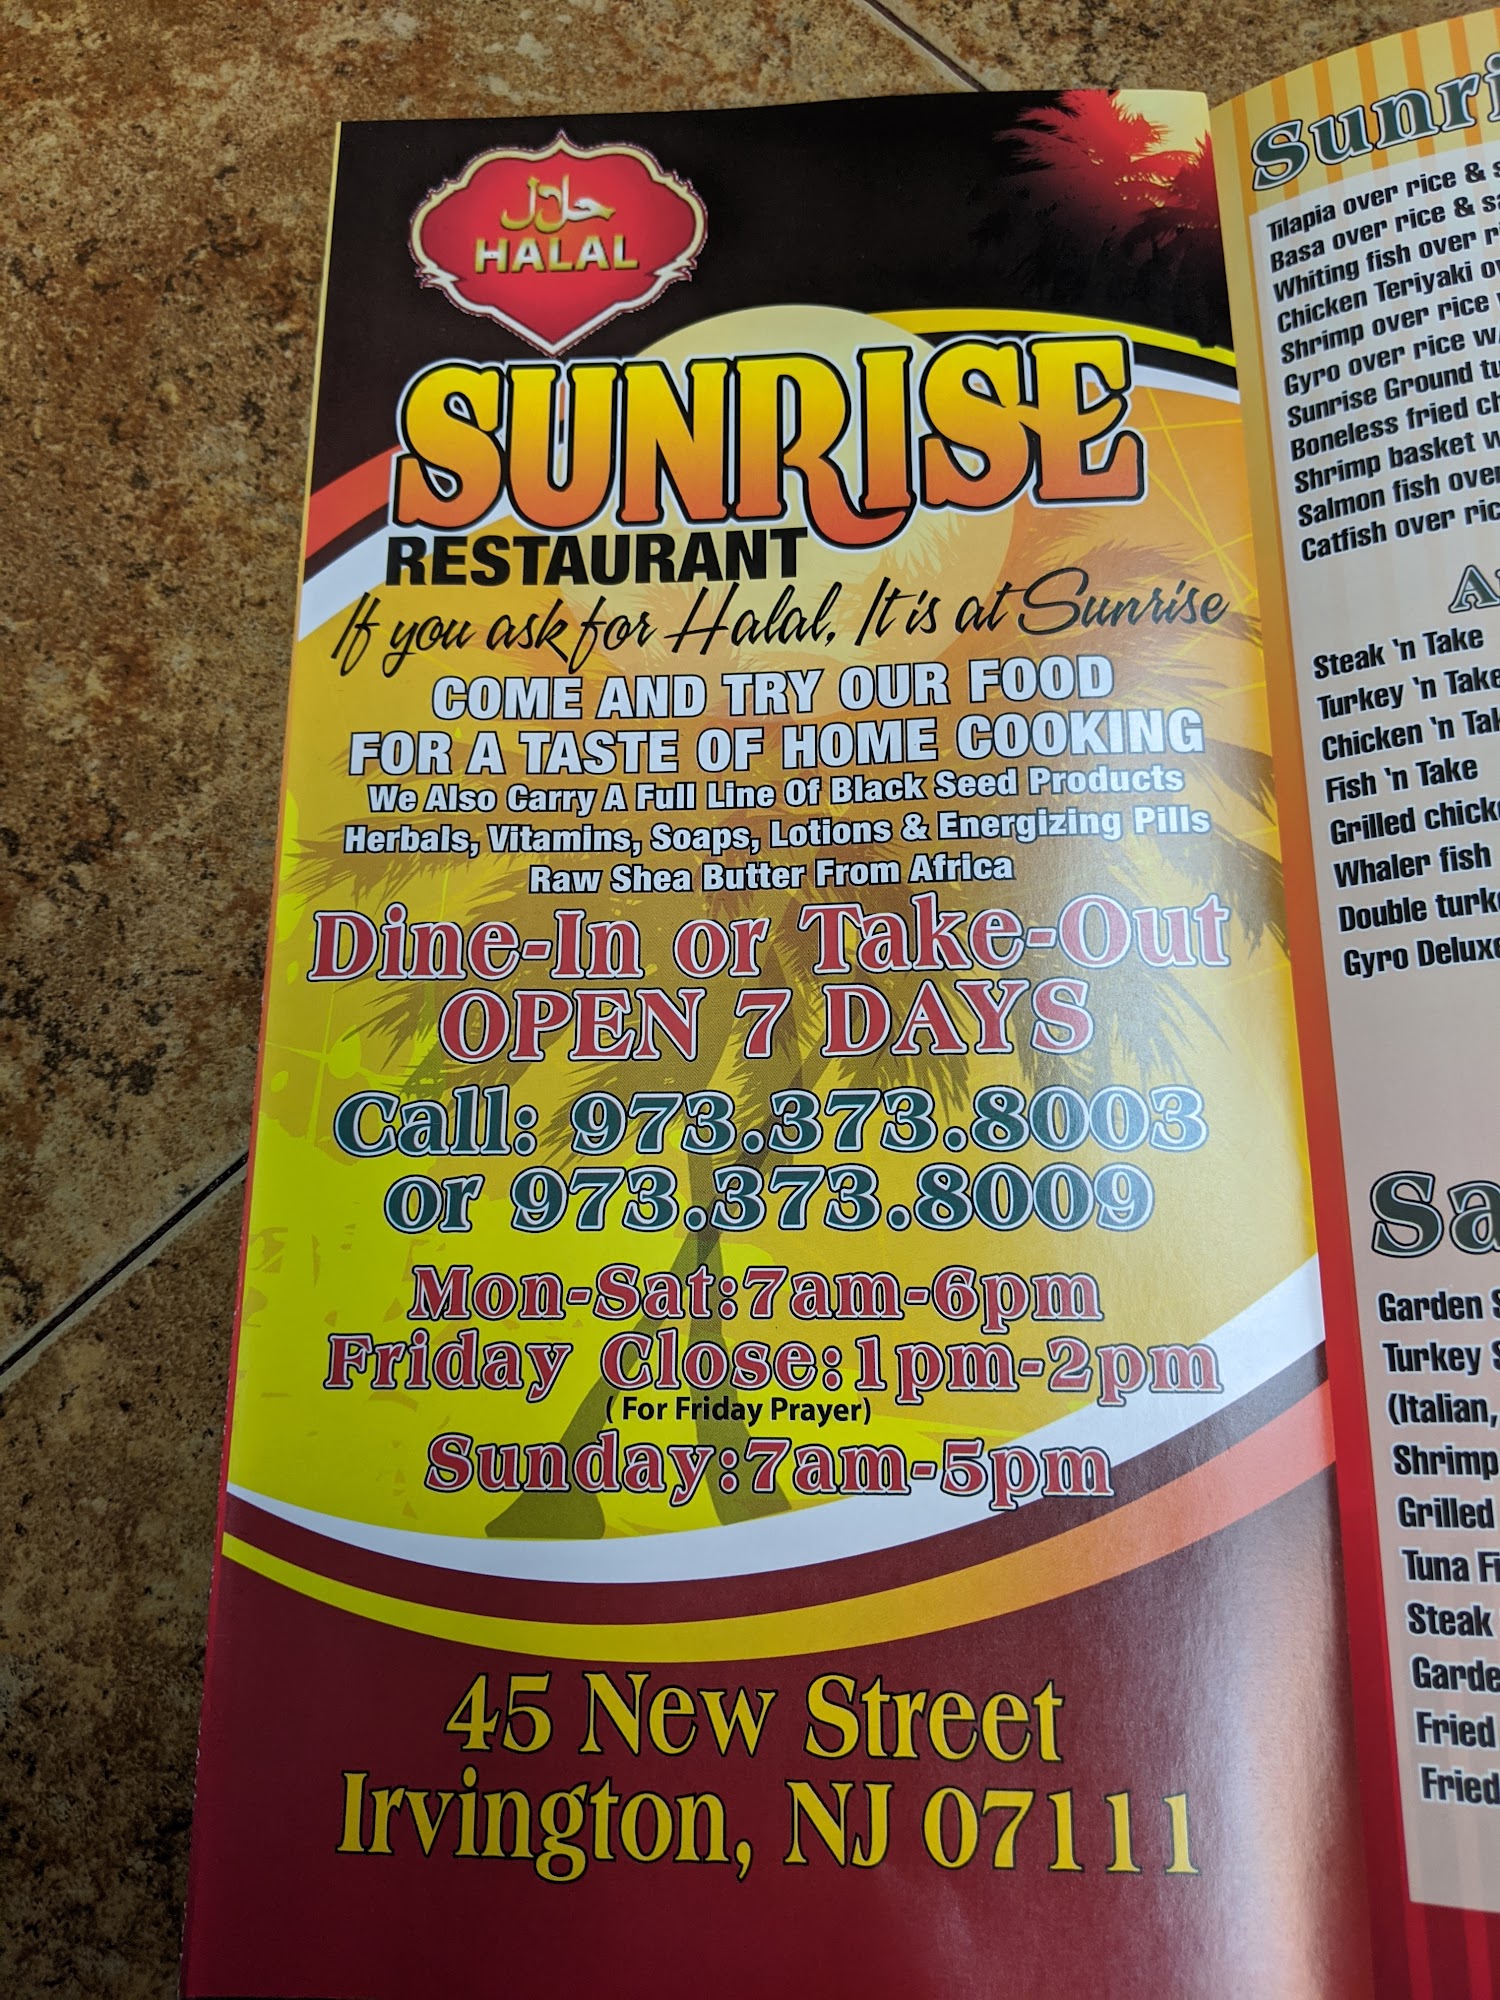 حلال
HALAL
SUNRISE
RESTAURANT
If you ask for Halal, It is at Sunrise
COME AND TRY OUR FOOD
FOR A TASTE OF HOME COOKING
We Also Carry A Full Line Of Black Seed Products
Herbals, Vitamins, Soaps, Lotions & Energizing Pills
Raw Shea Butter From Africa
Dine-In or Take-Out
OPEN 7 DAYS
Call: 973.373.8003
or 973.373.8009
Mon-Sat:7am-6pm
Friday Close:1pm-2pm
( For Friday Prayer)
Sunday:7am-5pm
45 New Street
Irvington, NJ 07111
Tilapia over rice &
Basa over rice &
Whiting fish over
Chicken Teriyaki
Shrimp over rice
Gyro over rice
Sunrise Ground
Boneless fried
Shrimp basket
Salmon fish over
Catfish over
Steak 'n Take
Turkey 'n Take
Chicken 'n
Fish 'n Take
Grilled
Whaler fish
Double
Gyro Deluxe
Garden
Turkey
(Italian,
Shrimp
Grilled
Tuna
Steak
Fried
Fried